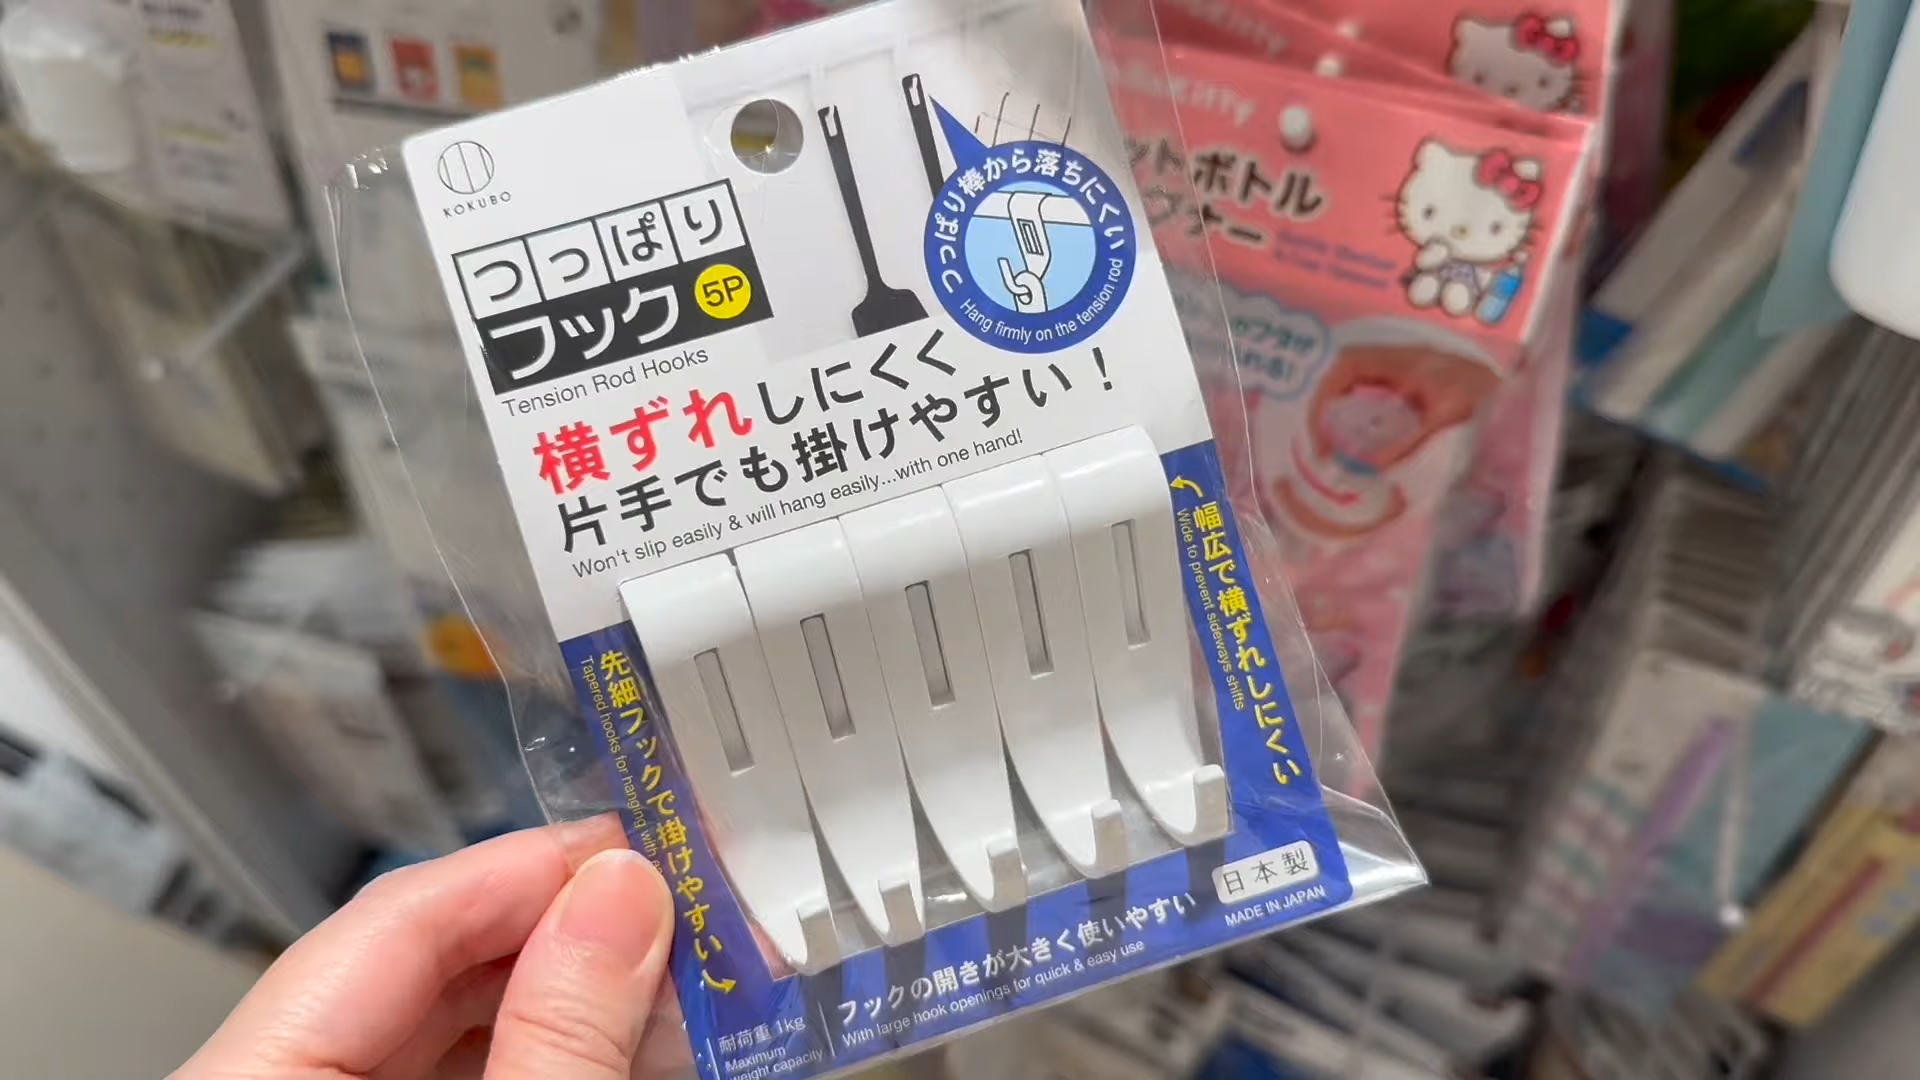 KOKUBO
つっぱり
フック 5P
Tension Rod Hooks
つっぱり棒から落ちにくい
Hang firmly on the tension rod
横ずれしにくく
片手でも掛けやすい！
Won't slip easily & will hang easily...with one hand!
幅広で横ずれしにくい
Wide to prevent sideways shifts
先細フックで掛けやすい
Tapered hooks for hanging with
フックの開きが大きく使いやすい
With large hook openings for quick & easy use
日本製
MADE IN JAPAN
耐荷重 1kg
Maximum
weight capacity
ットボトル